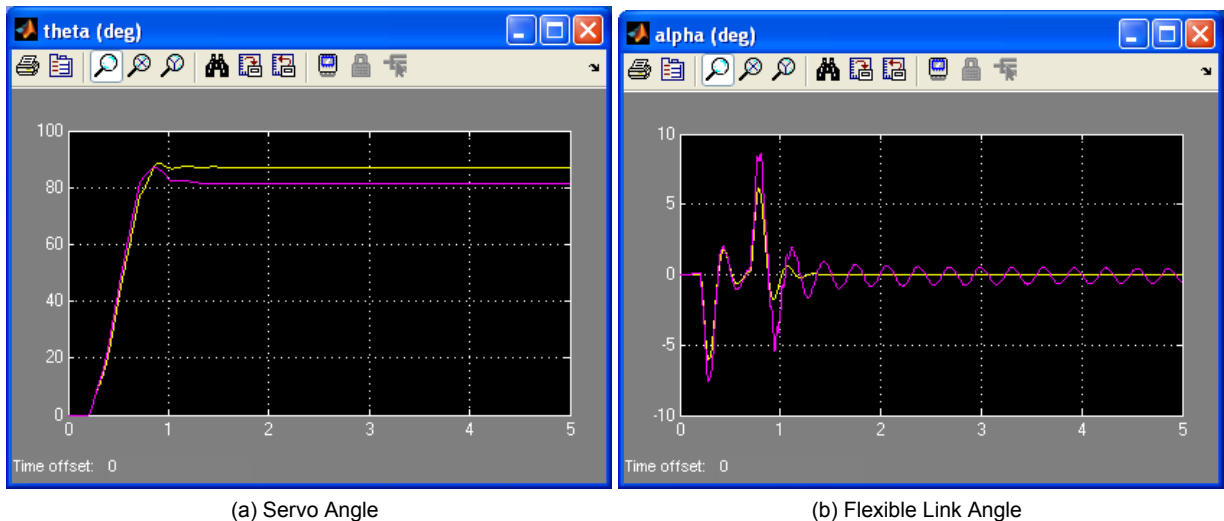 theta (deg)
100
80
60
40
20
0
0 1 2 3 4 5
Time offset: 0
(a) Servo Angle
alpha (deg)
10
5
0
-5
-10
0 1 2 3 4 5
Time offset: 0
(b) Flexible Link Angle